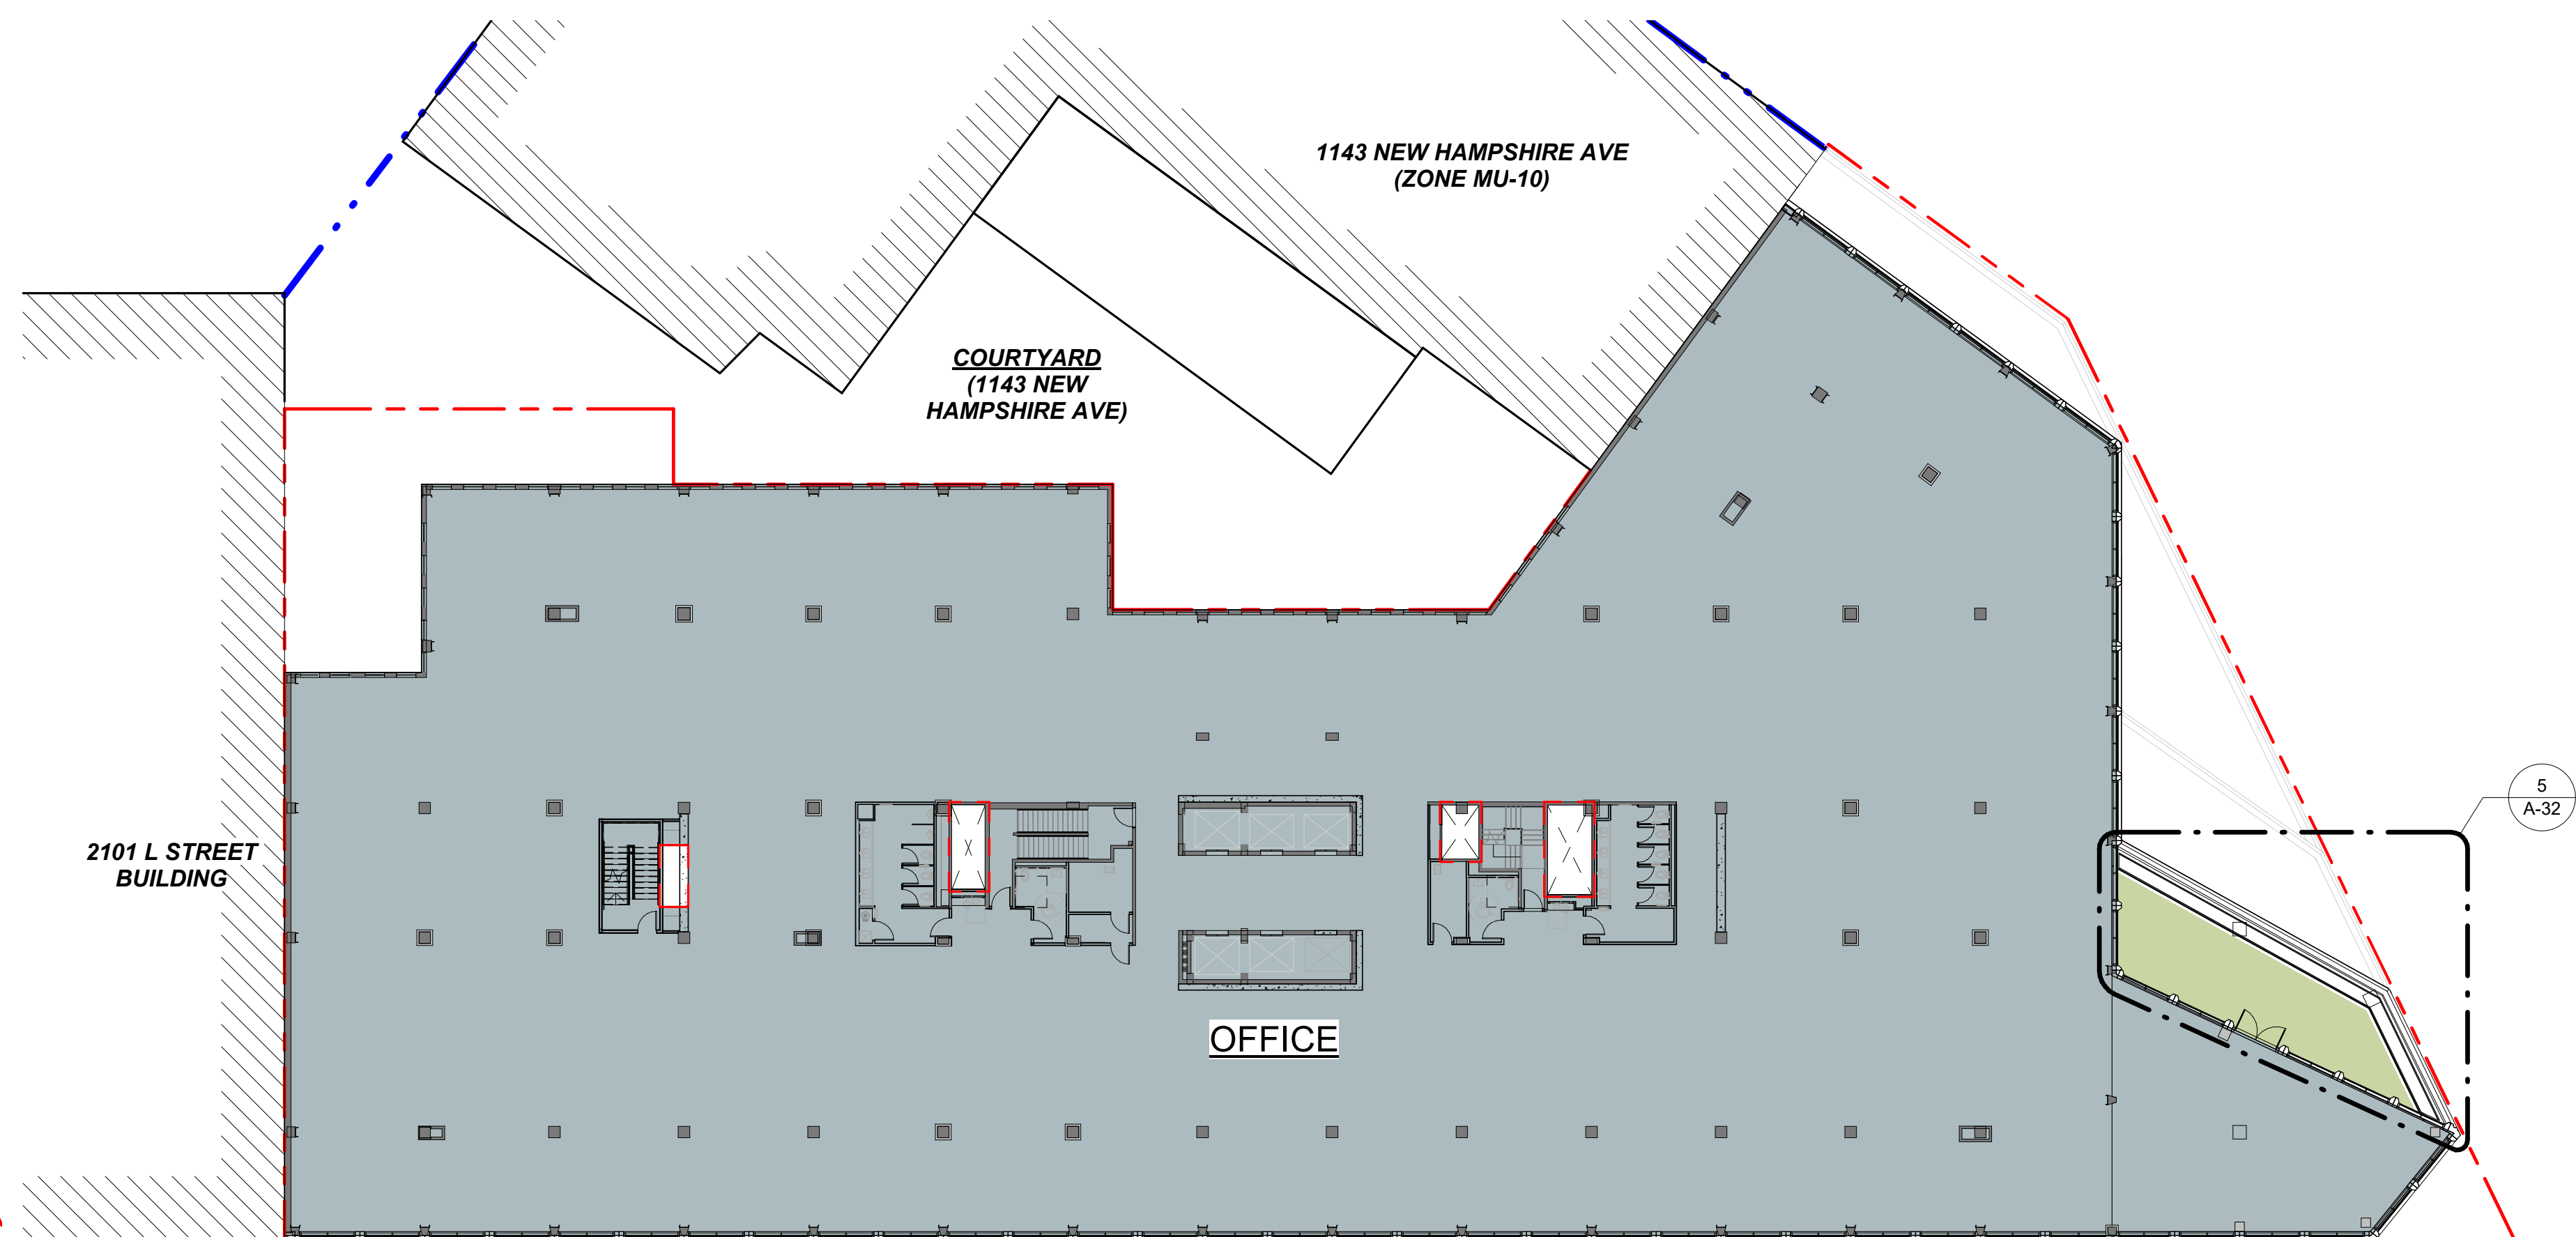 1143 NEW HAMPSHIRE AVE
(ZONE MU-10)
COURTYARD
(1143 NEW
HAMPSHIRE AVE)
5
A-32
2101 L STREET
BUILDING
OFFICE